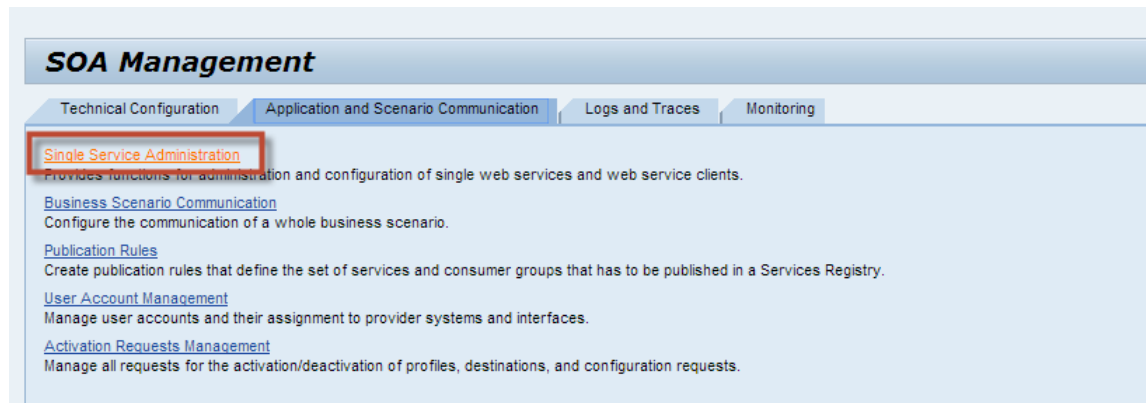 SOA Management
Technical Configuration Application and Scenario Communication Logs and Traces Monitoring
Single Service Administration
Provides functions for administration and configuration of single web services and web service clients.
Business Scenario Communication
Configure the communication of a whole business scenario.
Publication Rules
Create publication rules that define the set of services and consumer groups that has to be published in a Services Registry.
User Account Management
Manage user accounts and their assignment to provider systems and interfaces.
Activation Requests Management
Manage all requests for the activation/deactivation of profiles, destinations, and configuration requests.